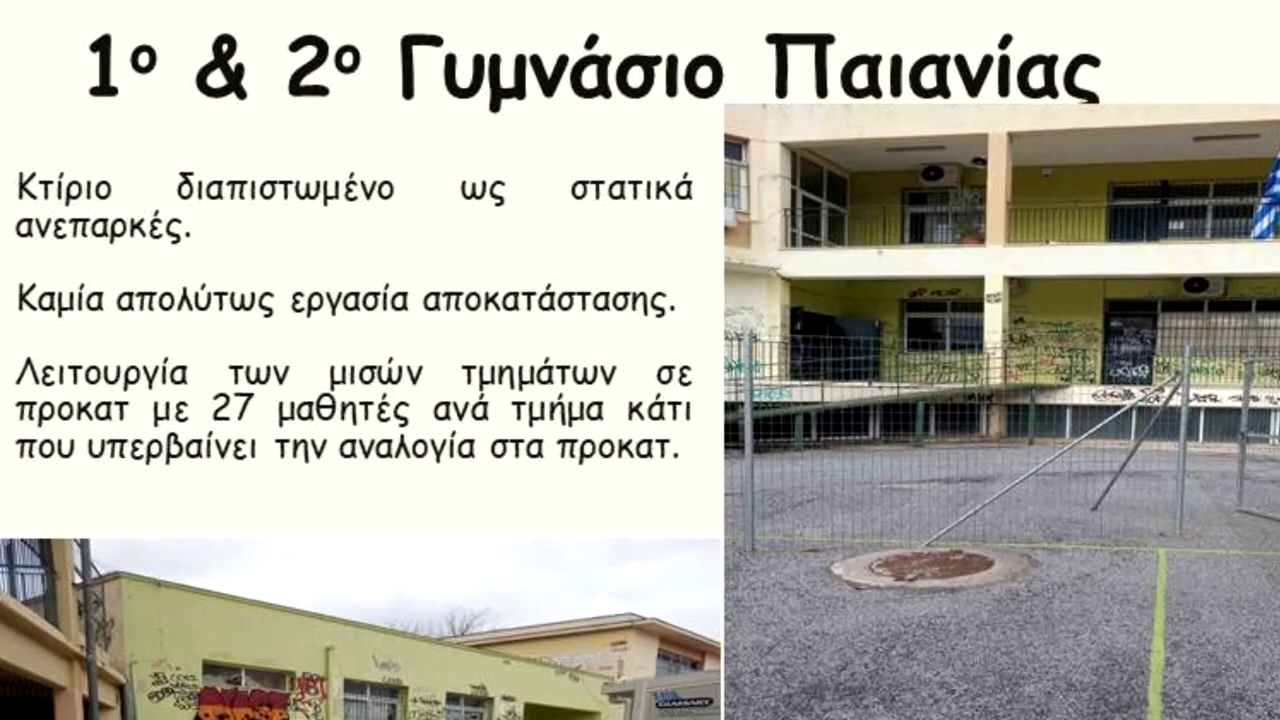 1ο & 2ο Γυμνάσιο Παιανίας
Κτίριο διαπιστωμένο ως στατικά
ανεπαρκές.
Καμία απολύτως εργασία αποκατάστασης.
Λειτουργία των μισών τμημάτων σε
προκατ με 27 μαθητές ανά τμήμα κάτι
που υπερβαίνει την αναλογία στα προκατ.